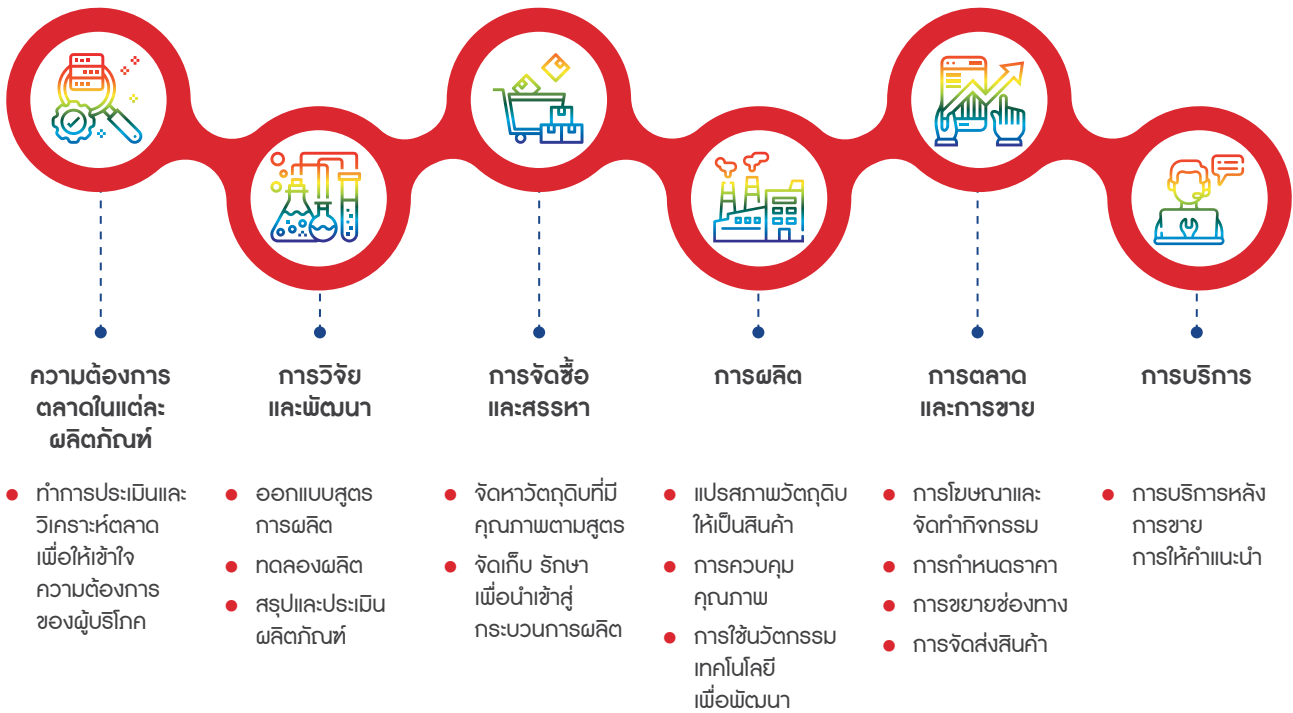 ความต้องการ
ตลาดในแต่ละ
ผลิตภัณฑ์
ทำการประเมินและ
วิเคราะห์ตลาด
เพื่อให้เข้าใจ
ความต้องการ
ของผู้บริโภค
การวิจัย
และพัฒนา
ออกแบบสูตร
การผลิต
ทดลองผลิต
สรุปและประเมิน
ผลิตภัณฑ์
การจัดซื้อ
และสรรหา
จัดหาวัตถุดิบที่มี
คุณภาพตามสูตร
จัดเก็บ รักษา
เพื่อนำเข้าสู่
กระบวนการผลิต
การผลิต
แปรสภาพวัตถุดิบ
ให้เป็นสินค้า
การควบคุม
คุณภาพ
การใช้นวัตกรรม
เทคโนโลยี
เพื่อพัฒนา
การตลาด
และการขาย
การโฆษณาและ
จัดทำกิจกรรม
การกำหนดราคา
การขยายช่องทาง
การจัดส่งสินค้า
การบริการ
การบริการหลัง
การขาย
การให้คำแนะนำ